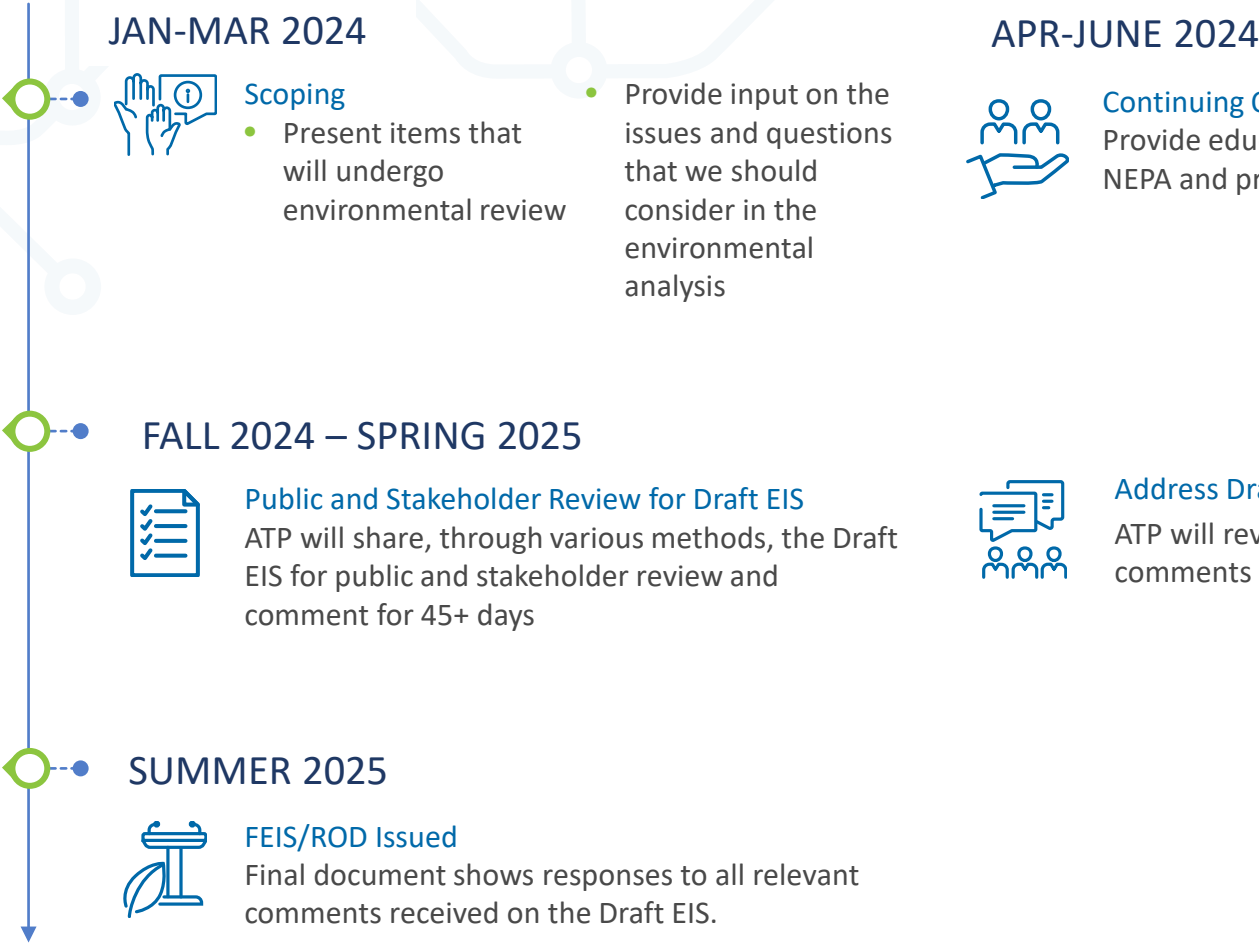 JAN-MAR 2024
Scoping
• Present items that
will undergo
environmental review
• Provide input on the
issues and questions
that we should
consider in the
environmental
analysis
APR-JUNE 2024
Continuing
Provide
NEPA and
FALL 2024 – SPRING 2025
Public and Stakeholder Review for Draft EIS
ATP will share, through various methods, the Draft
EIS for public and stakeholder review and
comment for 45+ days
Address
ATP will
comments
SUMMER 2025
FEIS/ROD Issued
Final document shows responses to all relevant
comments received on the Draft EIS.